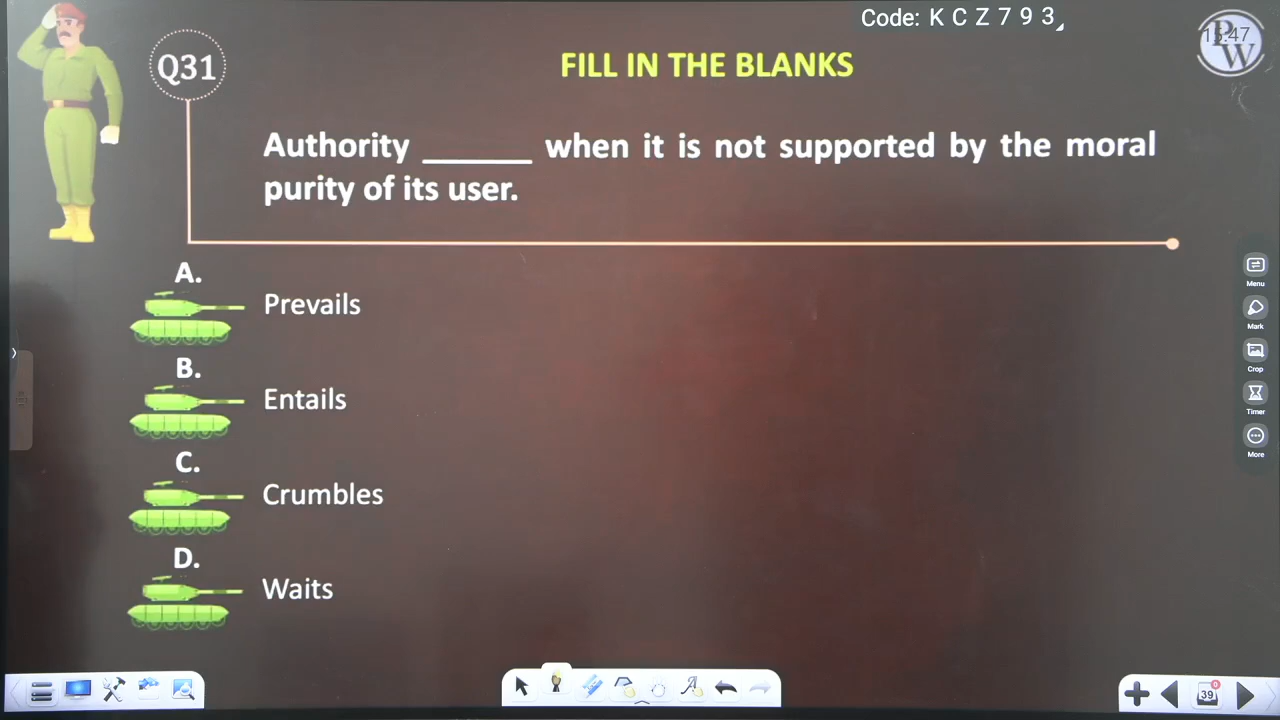 Code: K C Z 7 9 3
Q31
FILL IN THE BLANKS
Authority ______ when it is not supported by the moral
purity of its user.
A.
Prevails
B.
Entails
C.
Crumbles
D.
Waits
Menu
Mark
Crop
Timer
More
39